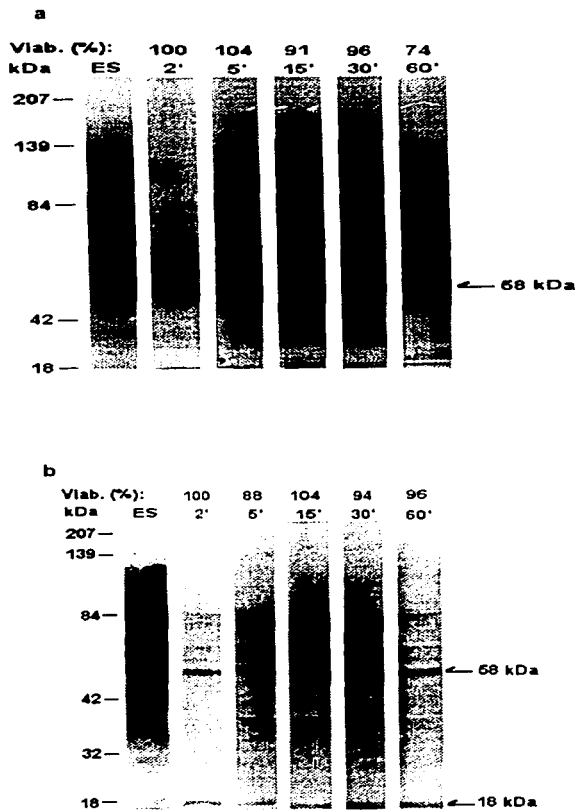 a
Viab. (%): 100 104 91 96 74
kDa ES 2' 5' 15' 30' 60'
207
139
84
58 kDa
42
18
b
Viab. (%): 100 88 104 94 96
kDa ES 2' 5' 15' 30' 60'
207
139
84
58 kDa
42
32
18 18 kDa